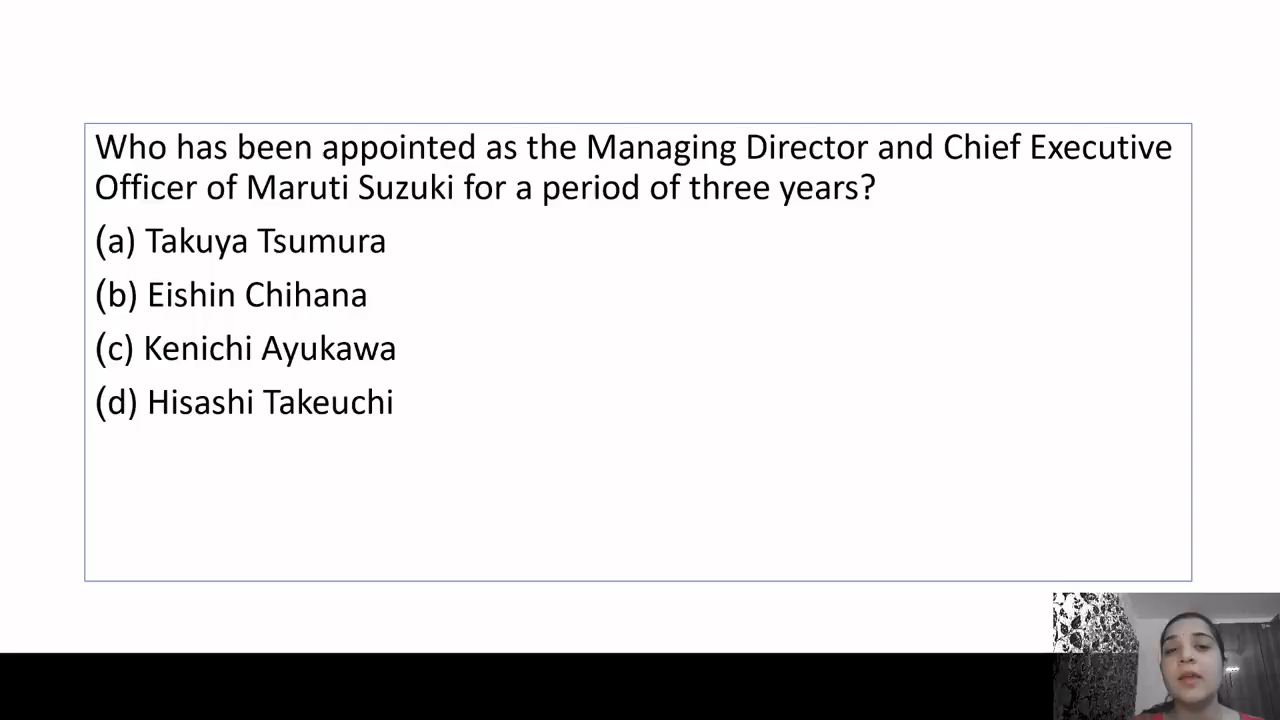 Who has been appointed as the Managing Director and Chief Executive
Officer of Maruti Suzuki for a period of three years?
(a) Takuya Tsumura
(b) Eishin Chihana
(c) Kenichi Ayukawa
(d) Hisashi Takeuchi